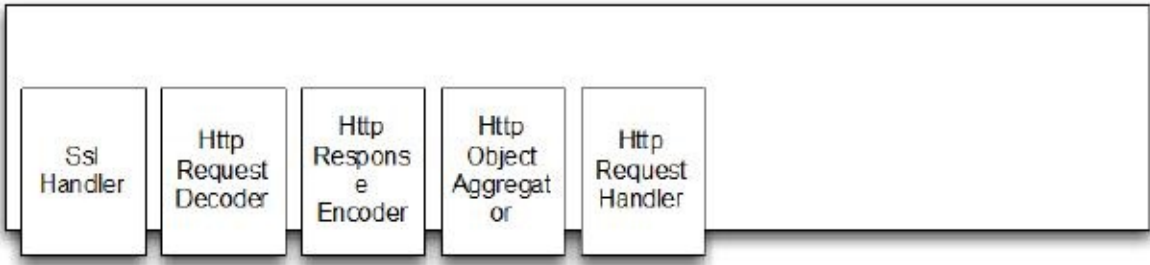 Ssl
Handler
Http
Request
Decoder
Http
Respons
e
Encoder
Http
Object
Aggregat
or
Http
Request
Handler